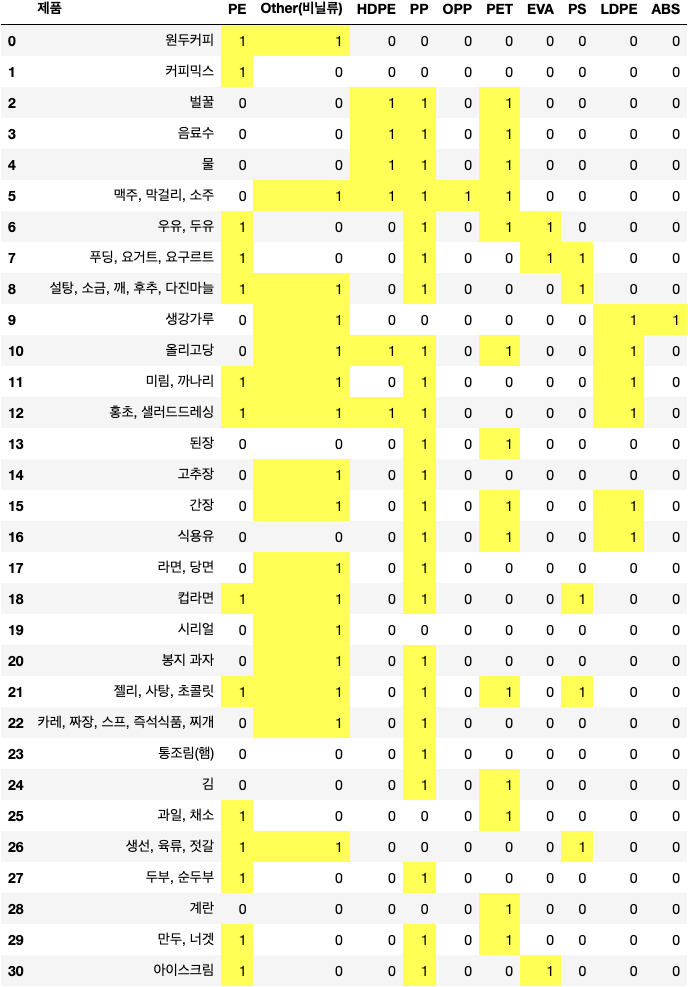 제품 PE Other(비닐류) HDPE PP OPP PET EVA PS LDPE ABS
0 원두커피 1 1 0 0 0 0 0 0 0 0
1 커피믹스 1 0 0 0 0 0 0 0 0 0
2 벌꿀 0 0 1 1 0 1 0 0 0 0
3 음료수 0 0 1 1 0 1 0 0 0 0
4 물 0 0 1 1 0 1 0 0 0 0
5 맥주, 막걸리, 소주 0 1 1 1 1 1 0 0 0 0
6 우유, 두유 1 0 0 1 0 1 1 0 0 0
7 푸딩, 요거트, 요구르트 1 0 0 1 0 0 1 1 0 0
8 설탕, 소금, 깨, 후추, 다진마늘 1 1 0 1 0 0 0 1 0 0
9 생강가루 0 1 0 0 0 0 0 0 1 1
10 올리고당 0 1 1 1 0 1 0 0 1 0
11 미림, 까나리 1 1 0 1 0 0 0 0 1 0
12 홍초, 샐러드드레싱 1 1 1 1 0 0 0 0 1 0
13 된장 0 0 0 1 0 1 0 0 0 0
14 고추장 0 1 0 1 0 0 0 0 0 0
15 간장 0 1 0 1 0 1 0 0 1 0
16 식용유 0 0 0 1 0 1 0 0 1 0
17 라면, 당면 0 1 0 1 0 0 0 0 0 0
18 컵라면 1 1 0 1 0 0 0 1 0 0
19 시리얼 0 1 0 0 0 0 0 0 0 0
20 봉지 과자 0 1 0 1 0 0 0 0 0 0
21 젤리, 사탕, 초콜릿 1 1 0 1 0 1 0 1 0 0
22 카레, 짜장, 스프, 즉석식품, 찌개 0 1 0 1 0 0 0 0 0 0
23 통조림(햄) 0 0 0 1 0 0 0 0 0 0
24 김 0 0 0 1 0 1 0 0 0 0
25 과일, 채소 1 0 0 0 0 1 0 0 0 0
26 생선, 육류, 젓갈 1 1 0 0 0 0 0 1 0 0
27 두부, 순두부 1 0 0 1 0 0 0 0 0 0
28 계란 0 0 0 0 0 1 0 0 0 0
29 만두, 너겟 1 0 0 1 0 1 0 0 0 0
30 아이스크림 1 0 0 1 0 0 1 0 0 0